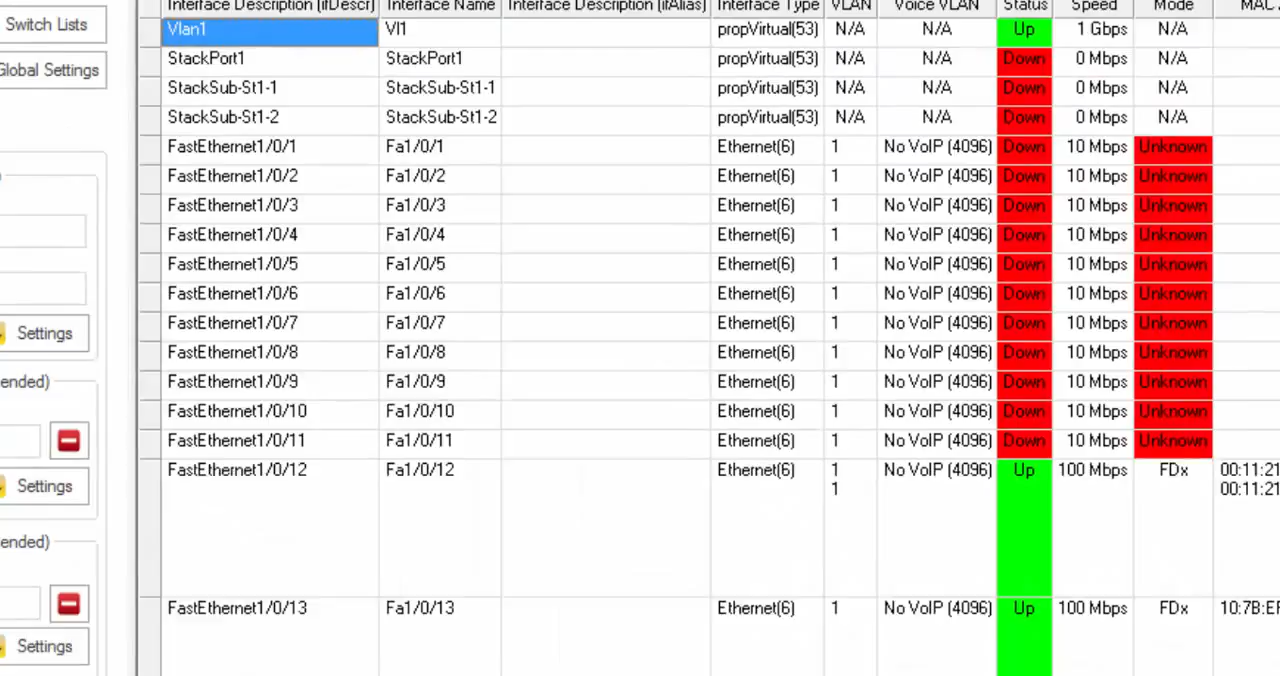 Interface Description (ifDescr) Interface Name Interface Description (ifAlias) Interface Type VLAN Voice VLAN Status Speed Mode MAC
Switch Lists
Global Settings
Vlan1 Vl1 propVirtual(53) N/A N/A Up 1 Gbps N/A
StackPort1 StackPort1 propVirtual(53) N/A N/A Down 0 Mbps N/A
StackSub-St1-1 StackSub-St1-1 propVirtual(53) N/A N/A Down 0 Mbps N/A
StackSub-St1-2 StackSub-St1-2 propVirtual(53) N/A N/A Down 0 Mbps N/A
FastEthernet1/0/1 Fa1/0/1 Ethernet(6) 1 No VoIP (4096) Down 10 Mbps Unknown
FastEthernet1/0/2 Fa1/0/2 Ethernet(6) 1 No VoIP (4096) Down 10 Mbps Unknown
FastEthernet1/0/3 Fa1/0/3 Ethernet(6) 1 No VoIP (4096) Down 10 Mbps Unknown
FastEthernet1/0/4 Fa1/0/4 Ethernet(6) 1 No VoIP (4096) Down 10 Mbps Unknown
FastEthernet1/0/5 Fa1/0/5 Ethernet(6) 1 No VoIP (4096) Down 10 Mbps Unknown
FastEthernet1/0/6 Fa1/0/6 Ethernet(6) 1 No VoIP (4096) Down 10 Mbps Unknown
FastEthernet1/0/7 Fa1/0/7 Ethernet(6) 1 No VoIP (4096) Down 10 Mbps Unknown
Settings
FastEthernet1/0/8 Fa1/0/8 Ethernet(6) 1 No VoIP (4096) Down 10 Mbps Unknown
FastEthernet1/0/9 Fa1/0/9 Ethernet(6) 1 No VoIP (4096) Down 10 Mbps Unknown
ended)
FastEthernet1/0/10 Fa1/0/10 Ethernet(6) 1 No VoIP (4096) Down 10 Mbps Unknown
FastEthernet1/0/11 Fa1/0/11 Ethernet(6) 1 No VoIP (4096) Down 10 Mbps Unknown
FastEthernet1/0/12 Fa1/0/12 Ethernet(6) 1 No VoIP (4096) Up 100 Mbps FDx 00:11:21
1 00:11:21
Settings
ended)
FastEthernet1/0/13 Fa1/0/13 Ethernet(6) 1 No VoIP (4096) Up 100 Mbps FDx 10:7B:EF
Settings